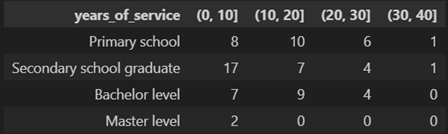 years_of_service (0, 10] (10, 20] (20, 30] (30, 40]
Primary school 8 10 6 1
Secondary school graduate 17 7 4 1
Bachelor level 7 9 4 0
Master level 2 0 0 0